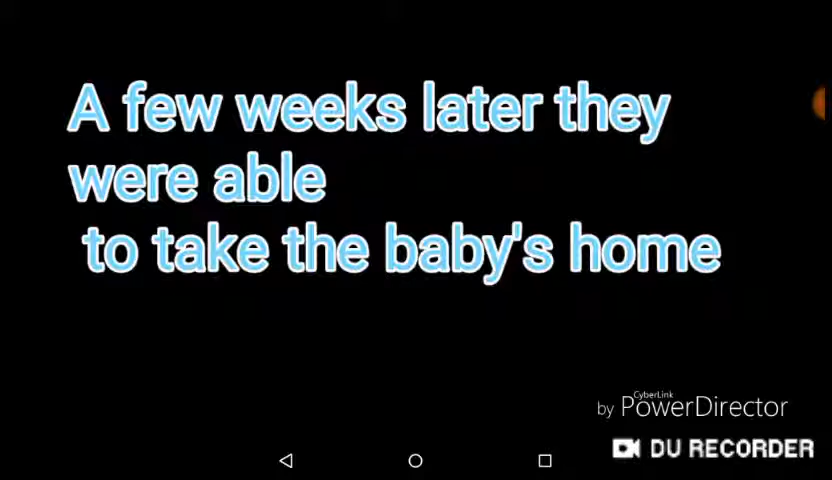 A few weeks later they
were able
to take the baby's home
CyberLink
by PowerDirector
DU RECORDER